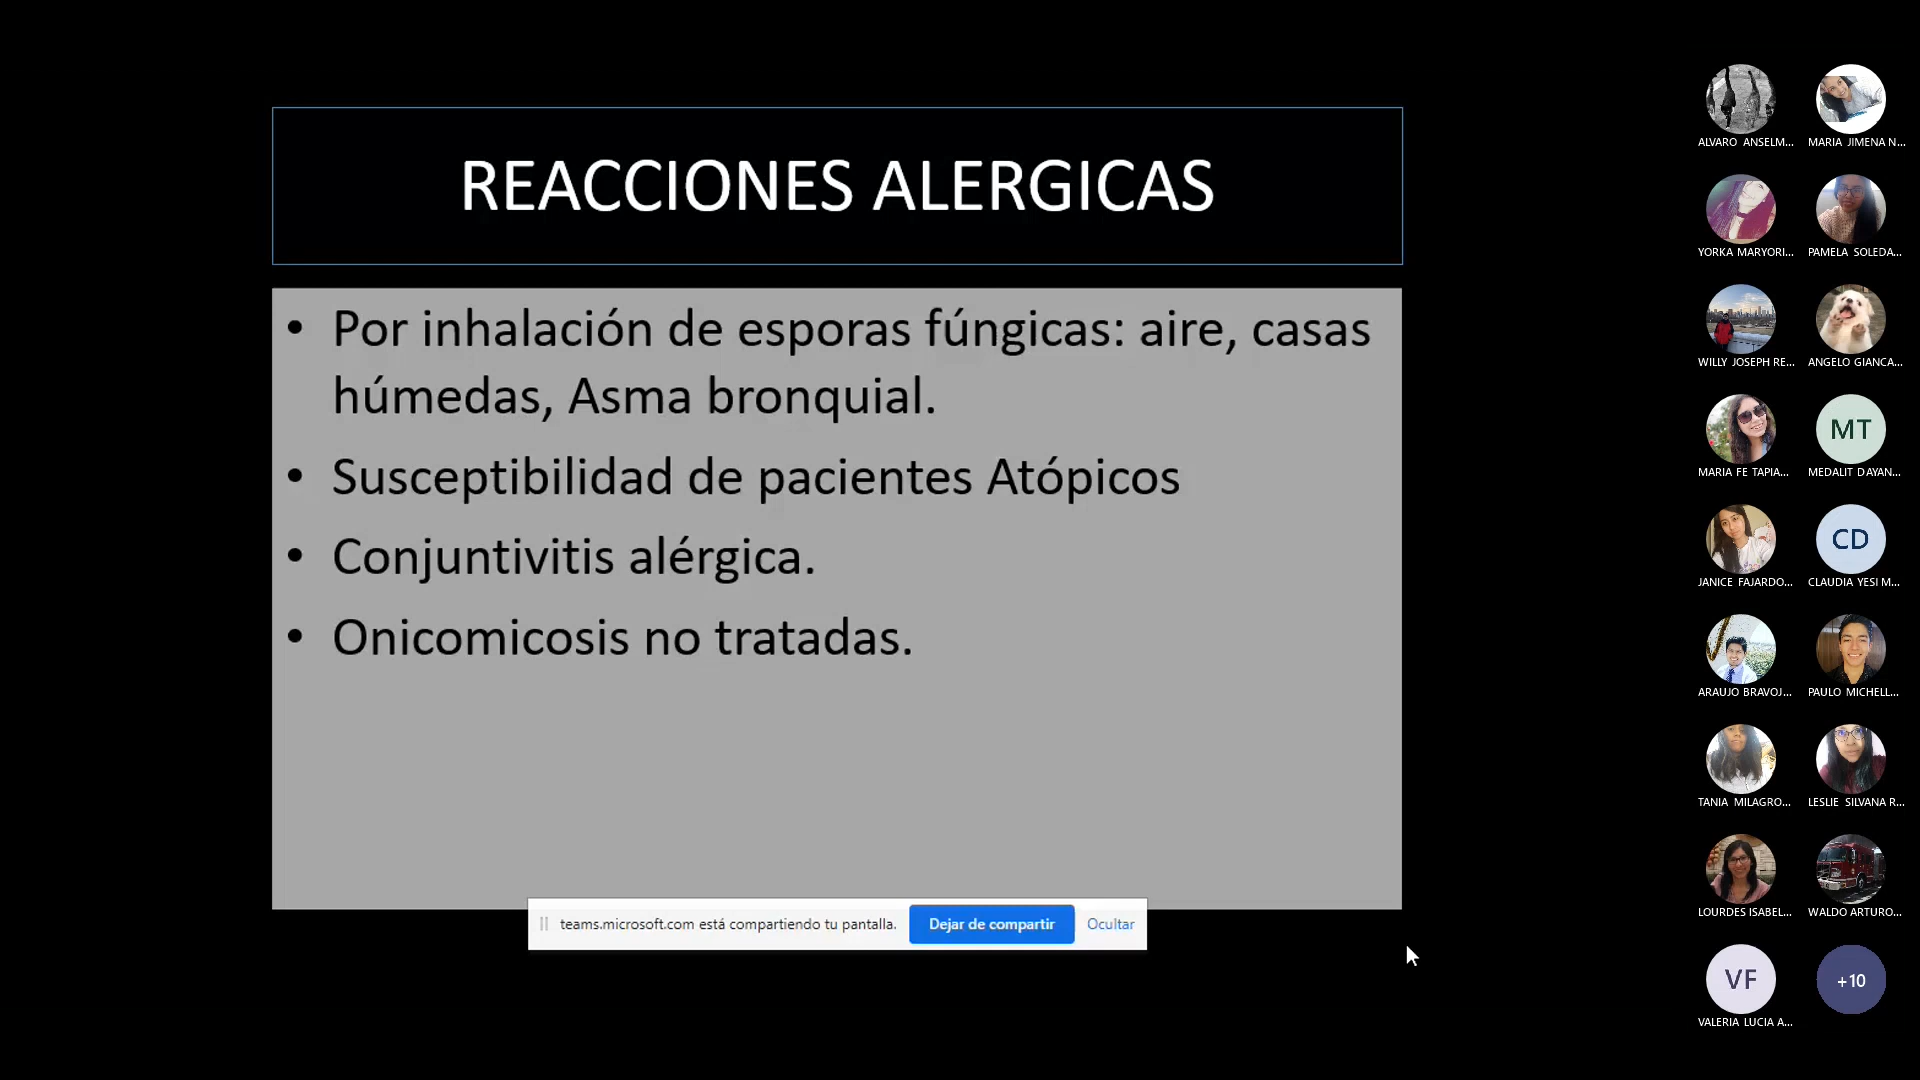 REACCIONES ALERGICAS
• Por inhalación de esporas fúngicas: aire, casas
húmedas, Asma bronquial.
• Susceptibilidad de pacientes Atópicos
• Conjuntivitis alérgica.
• Onicomicosis no tratadas.
teams.microsoft.com está compartiendo tu pantalla. Dejar de compartir Ocultar
ALVARO ANSELM... MARIA JIMENA N...
YORKA MARYORI... PAMELA SOLEDA...
WILLY JOSEPH RE... ANGELO GIANCA...
MT
MARIA FE TAPIA... MEDALIT DAYAN...
CD
JANICE FAJARDO... CLAUDIA YESI M...
ARAUJO BRAVOJ... PAULO MICHELL...
TANIA MILAGRO... LESLIE SILVANA R...
LOURDES ISABEL... WALDO ARTURO...
VF +10
VALERIA LUCIA A...